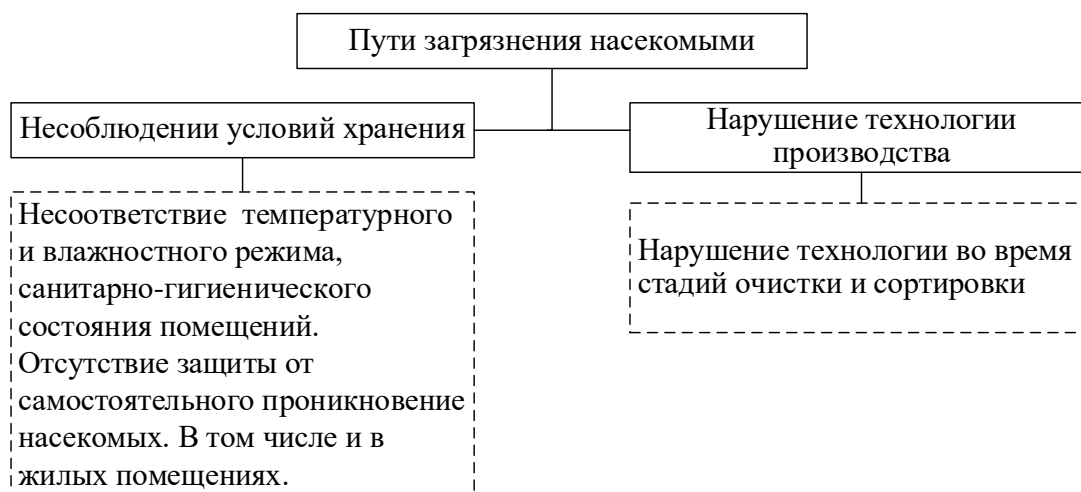 Пути загрязнения насекомыми
Несоблюдении условий хранения
Нарушение технологии
производства
Несоответствие температурного
и влажностного режима,
санитарно-гигиенического
состояния помещений.
Отсутствие защиты от
самостоятельного проникновение
насекомых. В том числе и в
жилых помещениях.
Нарушение технологии во время
стадий очистки и сортировки